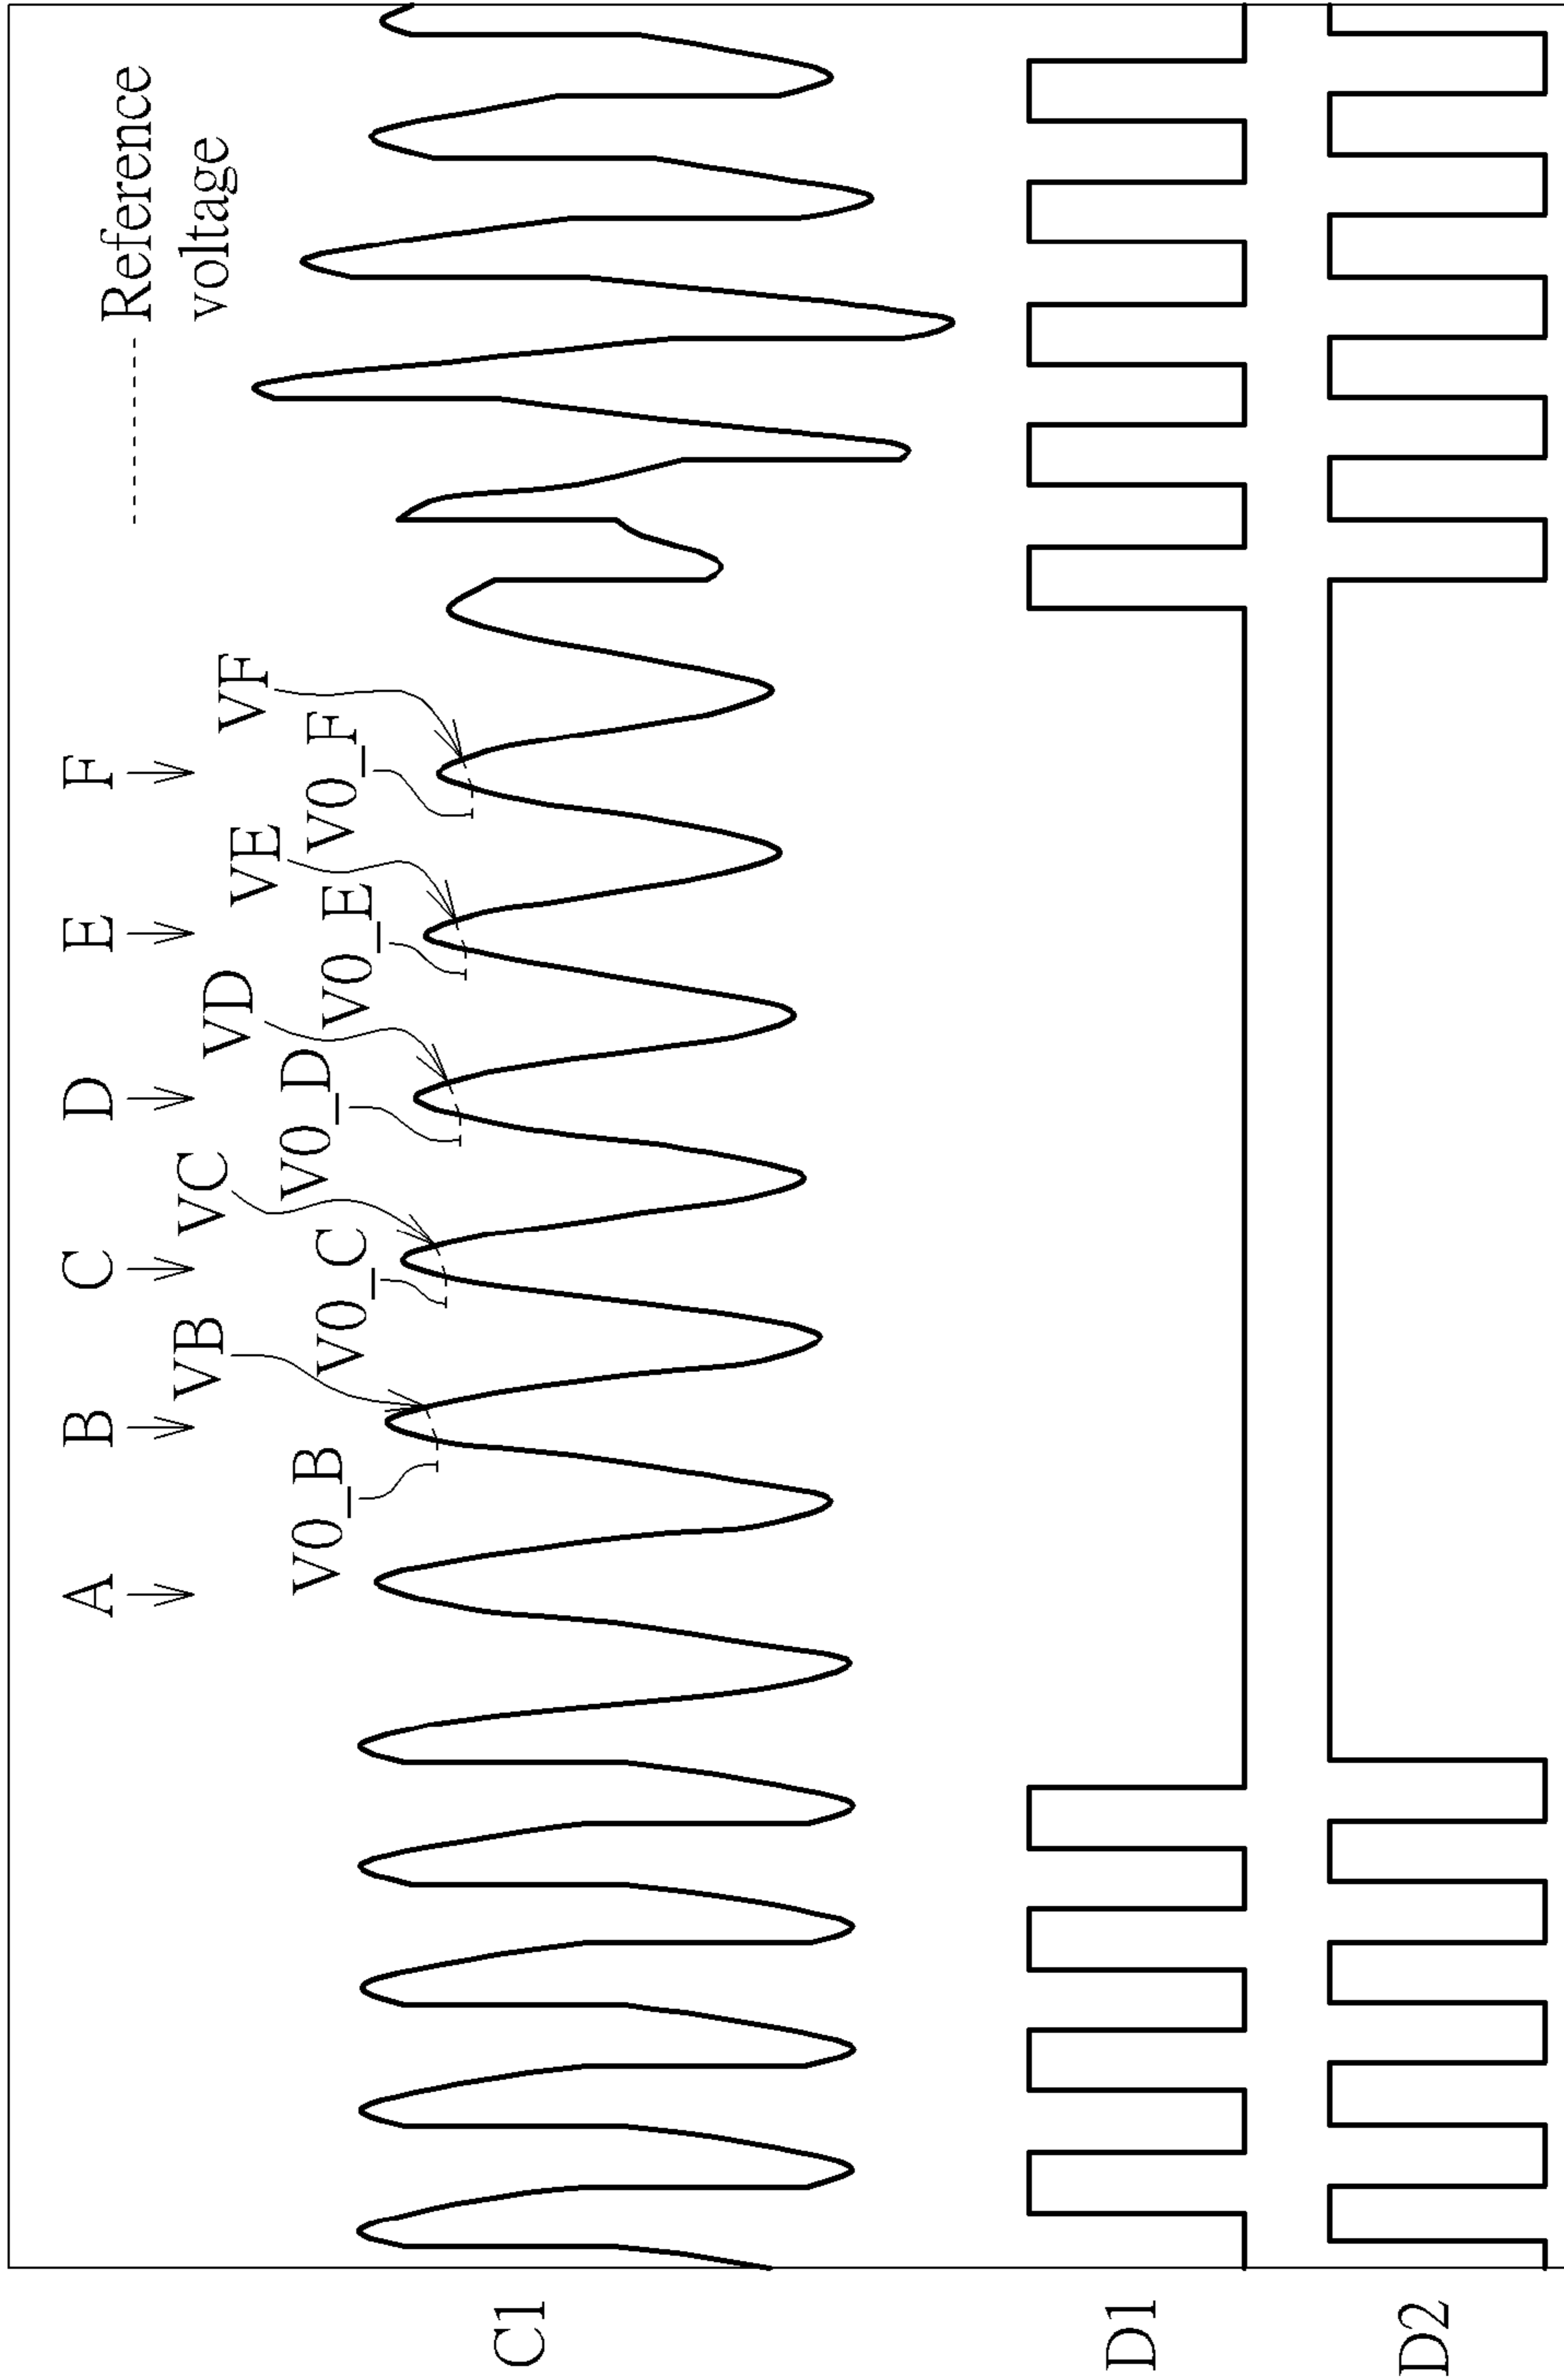 A
B
C
D
E
F
Reference
voltage
VB
VC
VD
VE
VF
V0_B
V0_C
V0_D
V0_E
V0_F
C1
D1
D2